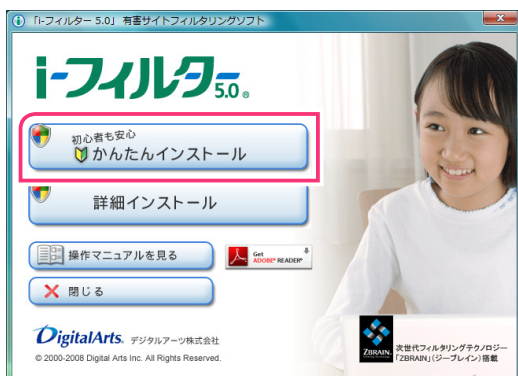 「i-フィルター 5.0」 有害サイトフィルタリングソフト
i-フィルター 5.0®
初心者も安心
かんたんインストール
詳細インストール
操作マニュアルを見る
Get
ADOBE® READER®
閉じる
DigitalArts® デジタルアーツ株式会社
© 2000-2008 Digital Arts Inc. All Rights Reserved.
ZBRAIN
次世代フィルタリングテクノロジー
「ZBRAIN」(ジーブレイン)搭載